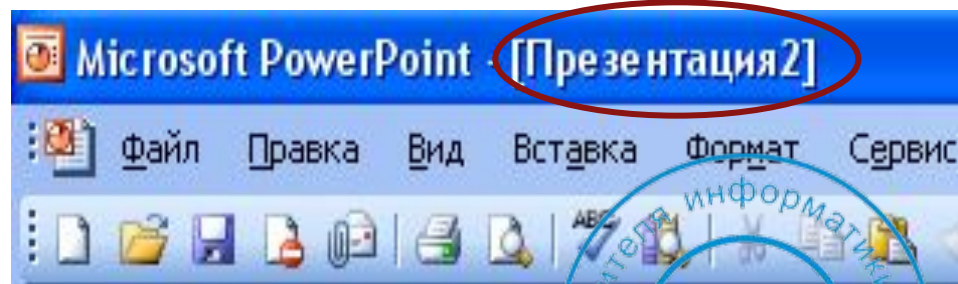 Microsoft PowerPoint - [Презентация2]
Файл Правка Вид Вставка Формат Сервис
информатики